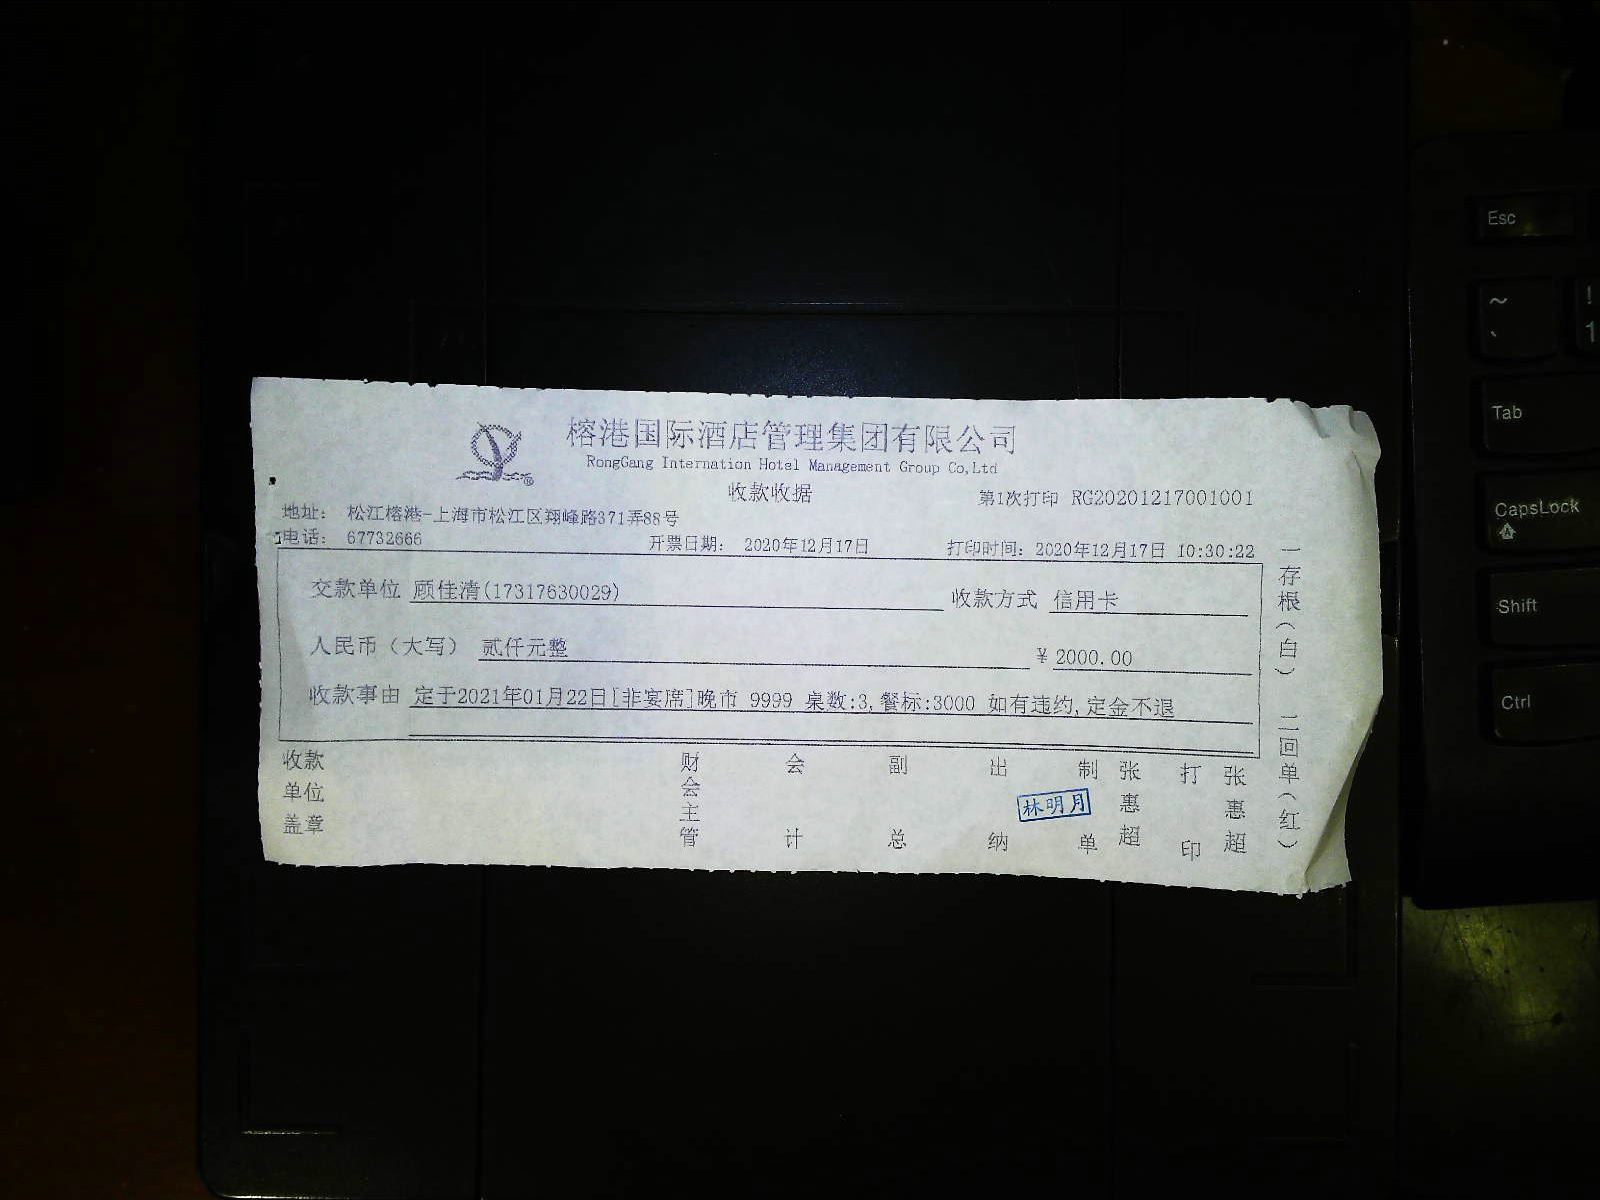 榕港国际酒店管理集团有限公司
RongGang Internation Hotel Management Group Co,Ltd
收款收据
第1次打印 RG20201217001001
地址： 松江榕港-上海市松江区翔峰路371弄88号
电话： 67732666 开票日期： 2020年12月17日 打印时间：2020年12月17日 10:30:22
交款单位 顾佳清(17317630029) 收款方式 信用卡
人民币（大写） 贰仟元整 ¥ 2000.00
收款事由 定于2021年01月22日[非宴席]晚市 9999 桌数:3,餐标:3000 如有违约,定金不退
收款单位盖章
财会主管
会计
副总
出纳
林明月
制单
张惠超
打印
张惠超
一存根（白） 二回单（红）
Esc
~
`
!
1
Tab
CapsLock
Shift
Ctrl